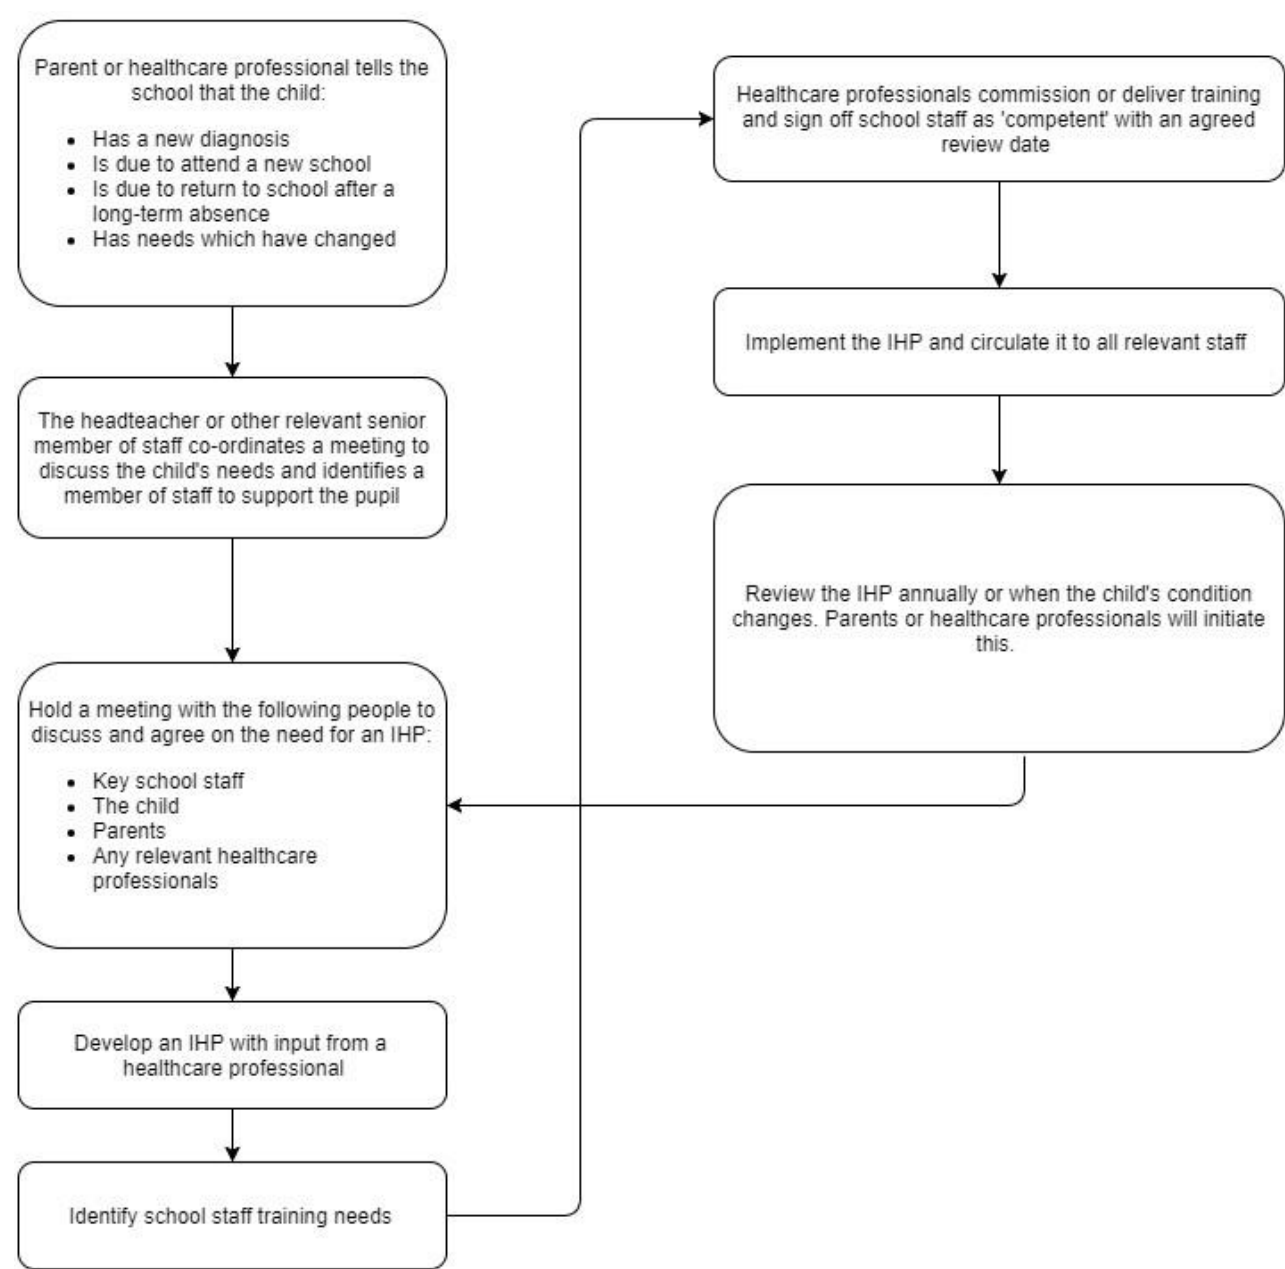 Parent or healthcare professional tells the
school that the child:
• Has a new diagnosis
• Is due to attend a new school
• Is due to return to school after a
long-term absence
• Has needs which have changed
The headteacher or other relevant senior
member of staff co-ordinates a meeting to
discuss the child's needs and identifies a
member of staff to support the pupil
Hold a meeting with the following people to
discuss and agree on the need for an IHP:
• Key school staff
• The child
• Parents
• Any relevant healthcare
professionals
Develop an IHP with input from a
healthcare professional
Identify school staff training needs
Healthcare professionals commission or deliver training
and sign off school staff as 'competent' with an agreed
review date
Implement the IHP and circulate it to all relevant staff
Review the IHP annually or when the child's condition
changes. Parents or healthcare professionals will initiate
this.